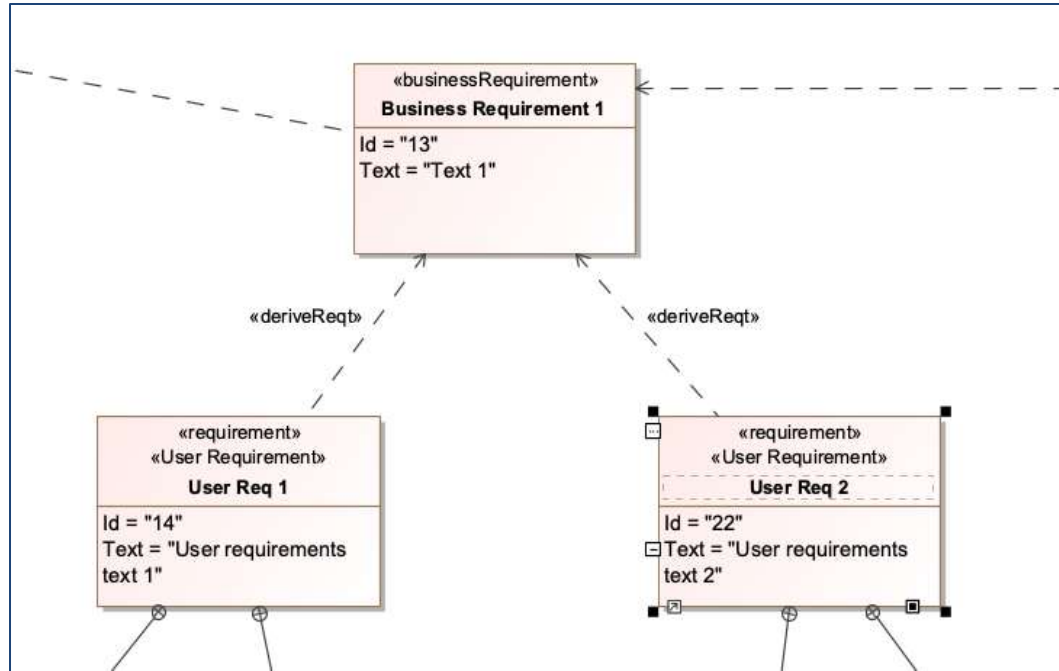 «businessRequirement»
Business Requirement 1
Id = "13"
Text = "Text 1"
«deriveReqt»
«deriveReqt»
«requirement»
«User Requirement»
User Req 1
Id = "14"
Text = "User requirements
text 1"
«requirement»
«User Requirement»
User Req 2
Id = "22"
Text = "User requirements
text 2"